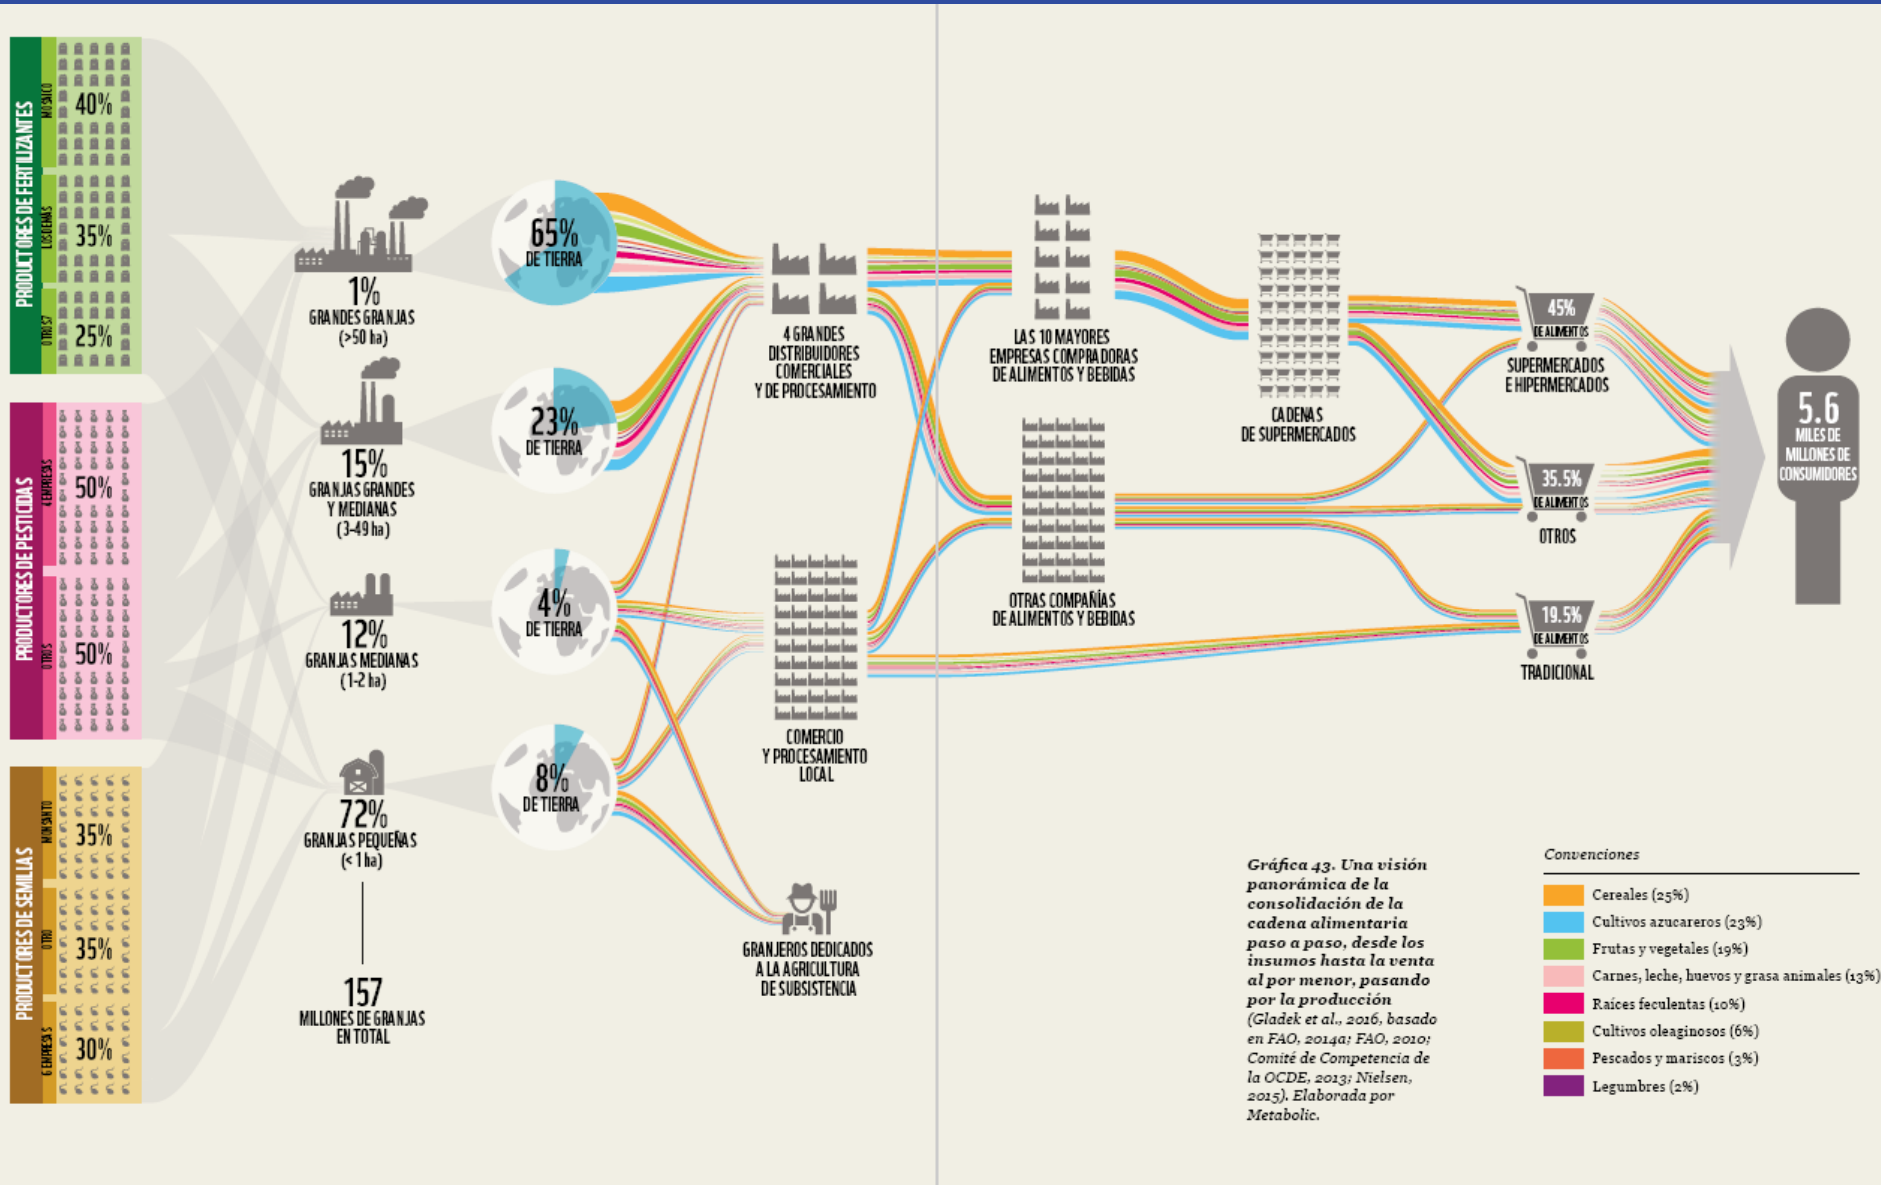 PRODUCTORES DE FERTILIZANTES
MOSAICO
40%
LOS DEMÁS
35%
OTROS?
25%
PRODUCTORES DE PESTICIDAS
4 EMPRESAS
50%
OTROS
50%
PRODUCTORES DE SEMILLAS
MONSANTO
35%
OTRO
35%
6 EMPRESAS
30%
1%
GRANDES GRANJAS
(>50 ha)
15%
GRANJAS GRANDES
Y MEDIANAS
(3-49 ha)
12%
GRANJAS MEDIANAS
(1-2 ha)
72%
GRANJAS PEQUEÑAS
(< 1 ha)
157
MILLONES DE GRANJAS
EN TOTAL
65%
DE TIERRA
23%
DE TIERRA
4%
DE TIERRA
8%
DE TIERRA
4 GRANDES
DISTRIBUIDORES
COMERCIALES
Y DE PROCESAMIENTO
COMERCIO
Y PROCESAMIENTO
LOCAL
GRANJEROS DEDICADOS
A LA AGRICULTURA
DE SUBSISTENCIA
LAS 10 MAYORES
EMPRESAS COMPRADORAS
DE ALIMENTOS Y BEBIDAS
OTRAS COMPAÑÍAS
DE ALIMENTOS Y BEBIDAS
CADENAS
DE SUPERMERCADOS
45%
DE ALIMENTOS
SUPERMERCADOS
E HIPERMERCADOS
35.5%
DE ALIMENTOS
OTROS
19.5%
DE ALIMENTOS
TRADICIONAL
5.6
MILES DE
MILLONES DE
CONSUMIDORES
Gráfica 43. Una visión
panorámica de la
consolidación de la
cadena alimentaria
paso a paso, desde los
insumos hasta la venta
al por menor, pasando
por la producción
(Gladek et al., 2016, basado
en FAO, 2014a; FAO, 2010;
Comité de Competencia de
la OCDE, 2013; Nielsen,
2015). Elaborada por
Metabolic.
Convenciones
Cereales (25%)
Cultivos azucareros (23%)
Frutas y vegetales (19%)
Carnes, leche, huevos y grasa animales (13%)
Raíces feculentas (10%)
Cultivos oleaginosos (6%)
Pescados y mariscos (3%)
Legumbres (2%)